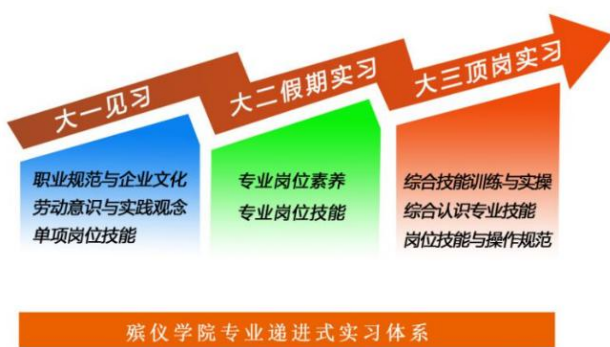 大一见习
大二假期实习
大三顶岗实习
职业规范与企业文化
劳动意识与实践观念
单项岗位技能
专业岗位素养
专业岗位技能
综合技能训练与实操
综合认识专业技能
岗位技能与操作规范
殡仪学院专业递进式实习体系